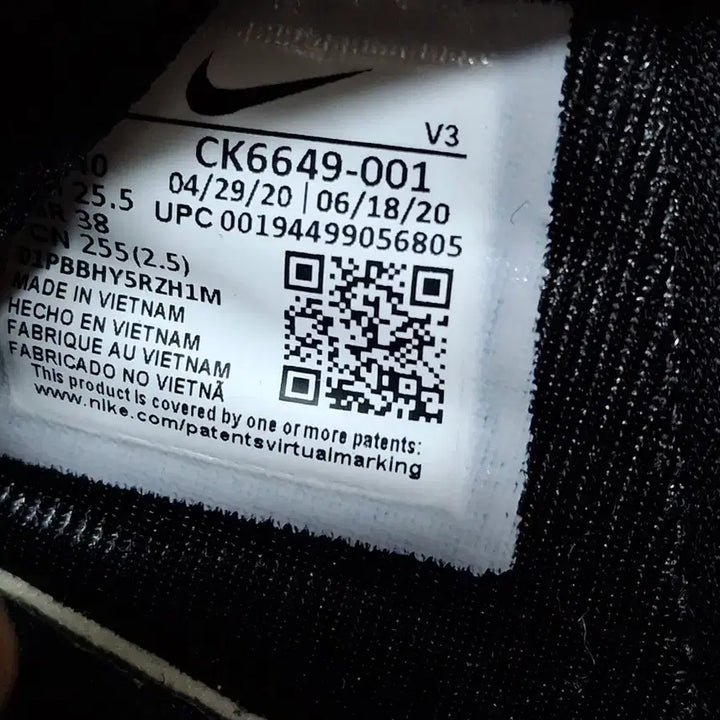 V3
CK6649-001
04/29/20 | 06/18/20
UPC 00194499056805
25.5
38
CN 255(2.5)
01PBBHY5RZH1M
MADE IN VIETNAM
HECHO EN VIETNAM
FABRIQUE AU VIETNAM
FABRICADO NO VIETNÃ
This product is covered by one or more patents:
www.nike.com/patentsvirtualmarking